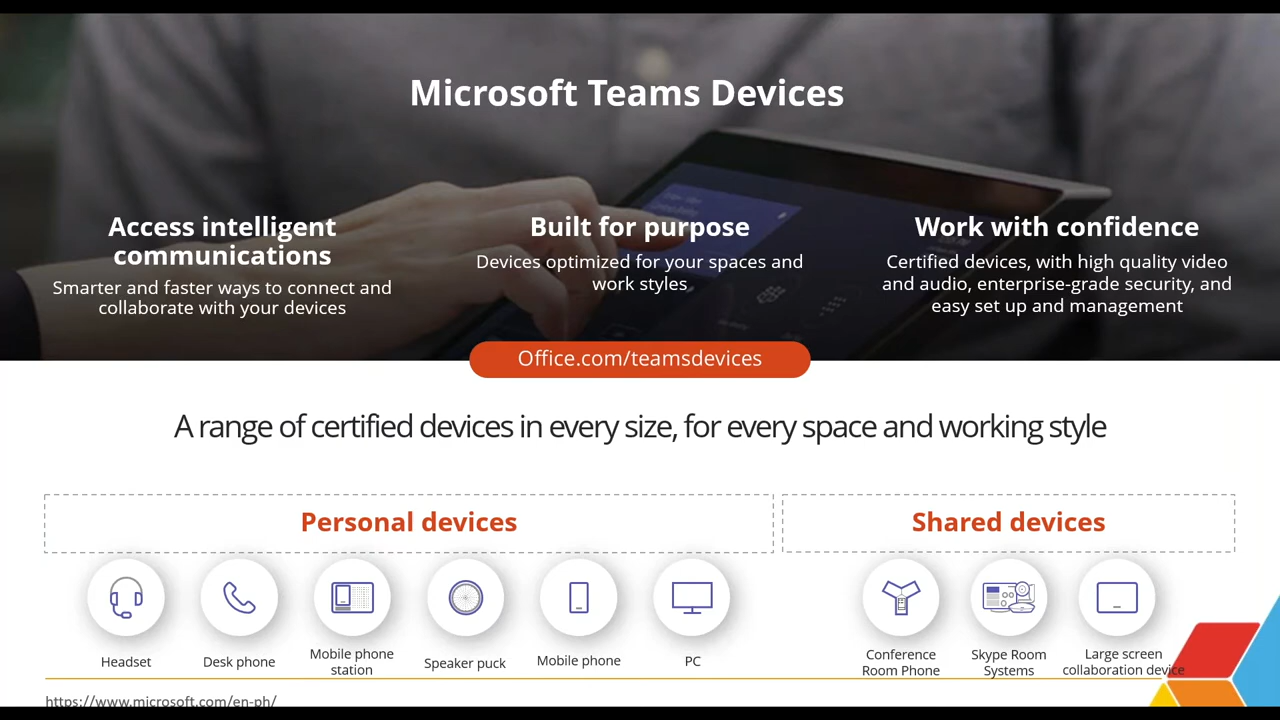 Microsoft Teams Devices
Access intelligent
communications
Smarter and faster ways to connect and
collaborate with your devices
Built for purpose
Devices optimized for your spaces and
work styles
Work with confidence
Certified devices, with high quality video
and audio, enterprise-grade security, and
easy set up and management
Office.com/teamsdevices
A range of certified devices in every size, for every space and working style
Personal devices
Headset
Desk phone
Mobile phone
station
Speaker puck
Mobile phone
PC
Shared devices
Conference
Room Phone
Skype Room
Systems
Large screen
collaboration device
https://www.microsoft.com/en-ph/